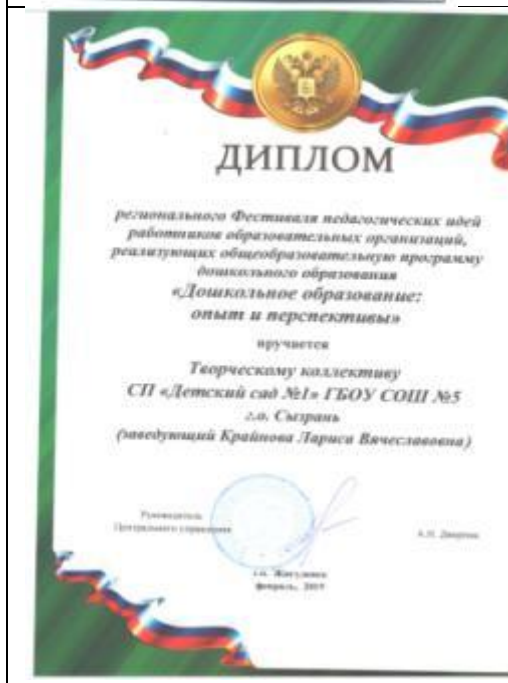 ДИПЛОМ
регионального Фестиваля педагогических идей
работников образовательных организаций,
реализующих общеобразовательную программу
дошкольного образования
«Дошкольное образование:
опыт и перспективы»
вручается
Творческому коллективу
СП «Детский сад №1» ГБОУ СОШ №5
г.о. Сызрань
(заведующий Крайнова Лариса Вячеславовна)
Руководитель
Центрального управления
г.о. Жигулевск
февраль, 2019